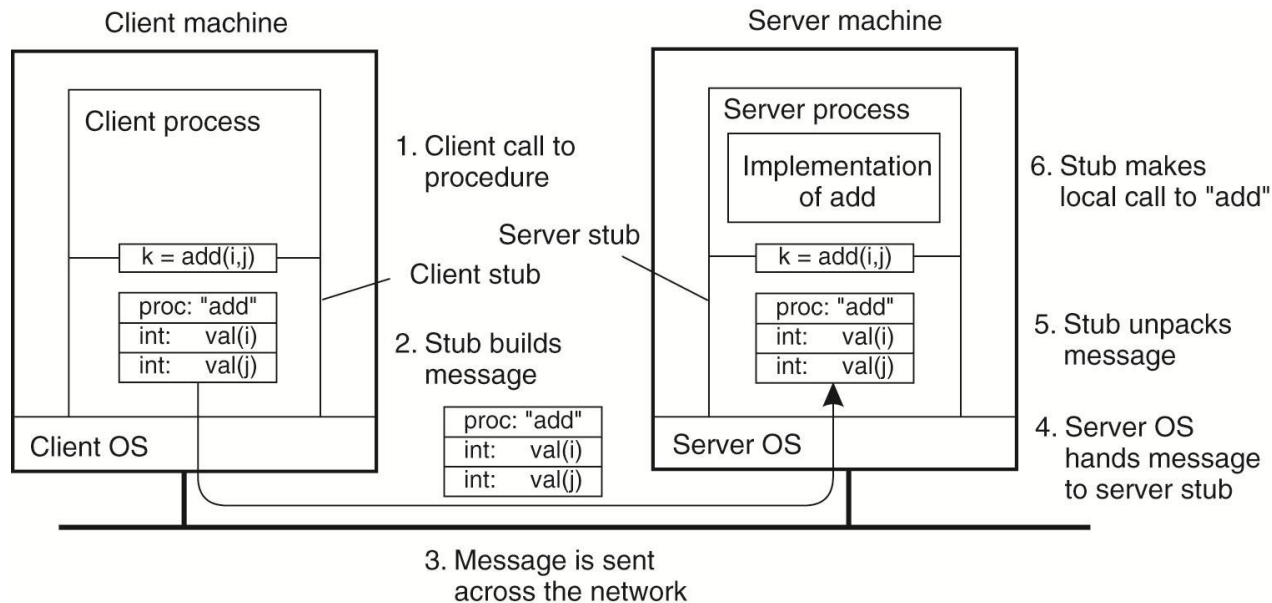 Client machine
Server machine
Client process
1. Client call to
procedure
k = add(i,j)
Client stub
proc: "add"
int: val(i)
int: val(j)
2. Stub builds
message
proc: "add"
int: val(i)
int: val(j)
Client OS
3. Message is sent
across the network
Server process
Implementation
of add
Server stub
k = add(i,j)
proc: "add"
int: val(i)
int: val(j)
Server OS
6. Stub makes
local call to "add"
5. Stub unpacks
message
4. Server OS
hands message
to server stub